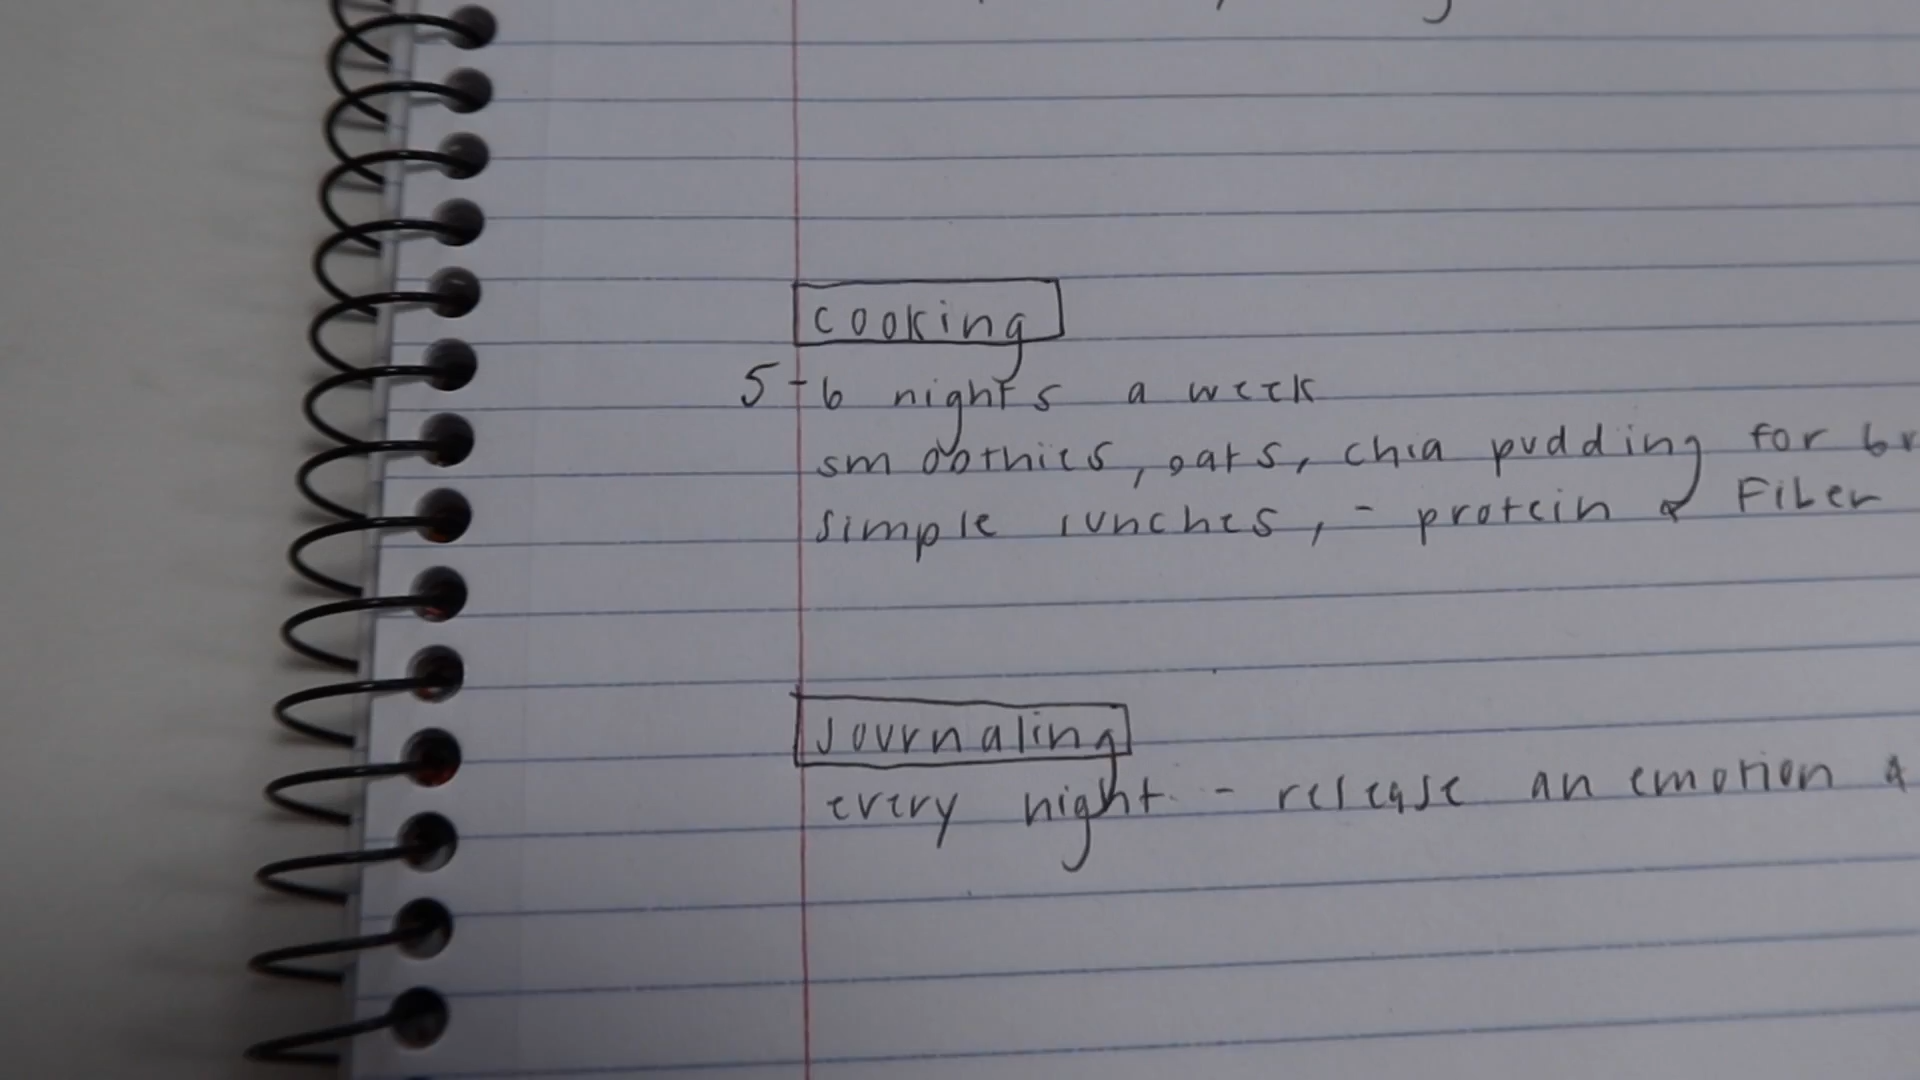 cooking
5-6 nights a week
smoothies, oats, chia pudding for br
simple lunches, - protein & Fiber
Journaling
every night - release an emotion &